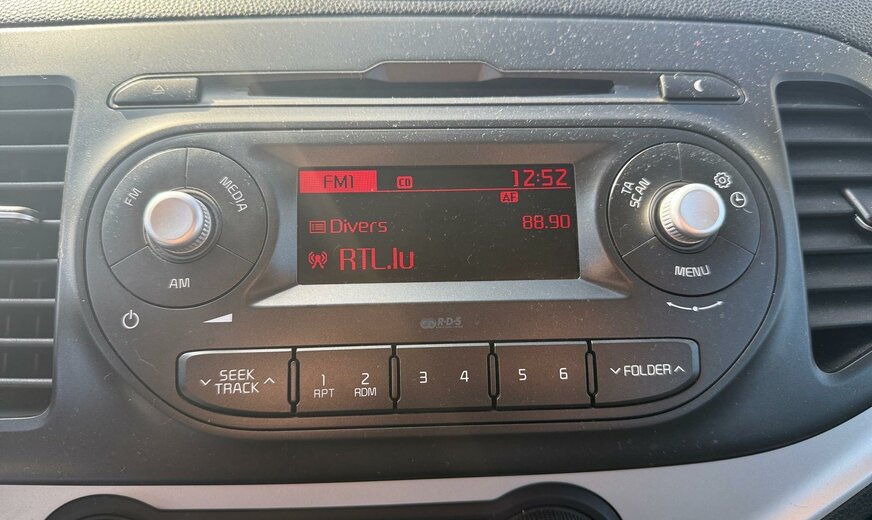 FM1 CD 12:52
AF
Divers 88.90
RTL.lu
FM
MEDIA
AM
TA
SCAN
MENU
R·D·S
SEEK
TRACK
1
RPT
2
RDM
3
4
5
6
FOLDER